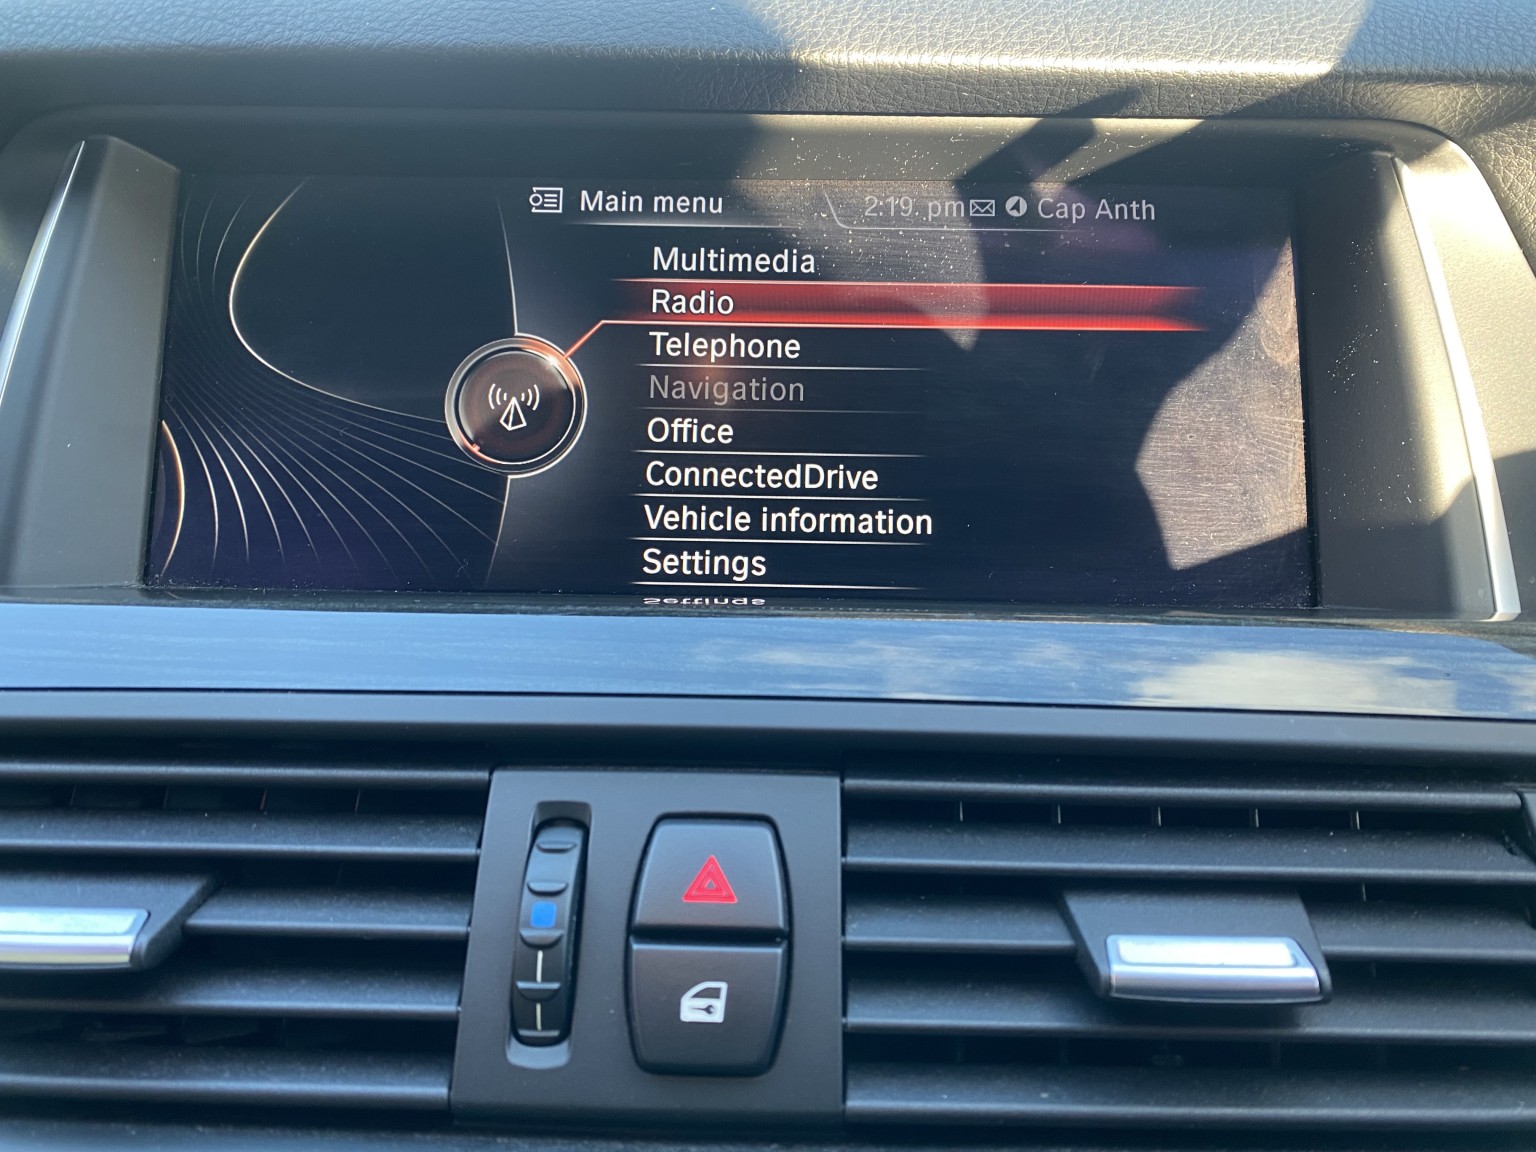 Main menu
2:19 pm Cap Anth
Multimedia
Radio
Telephone
Navigation
Office
ConnectedDrive
Vehicle information
Settings